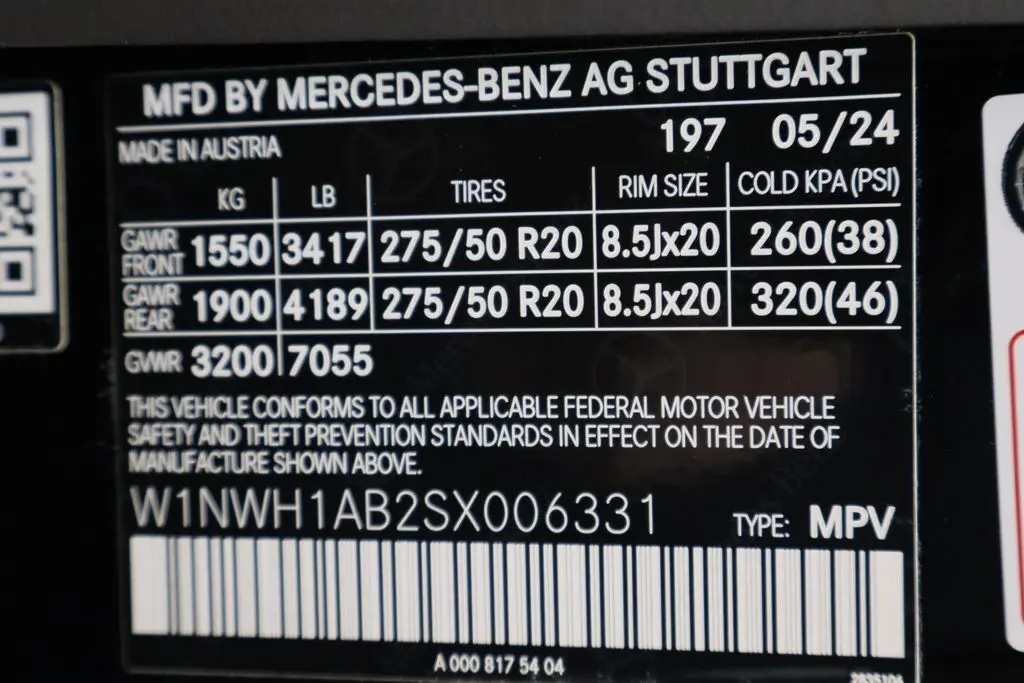 MFD BY MERCEDES-BENZ AG STUTTGART
MADE IN AUSTRIA 197 05/24
KG LB TIRES RIM SIZE COLD KPA (PSI)
GAWR FRONT 1550 3417 275/50 R20 8.5Jx20 260(38)
GAWR REAR 1900 4189 275/50 R20 8.5Jx20 320(46)
GVWR 3200 7055
THIS VEHICLE CONFORMS TO ALL APPLICABLE FEDERAL MOTOR VEHICLE
SAFETY AND THEFT PREVENTION STANDARDS IN EFFECT ON THE DATE OF
MANUFACTURE SHOWN ABOVE.
W1NWH1AB2SX006331 TYPE: MPV
A 000 817 54 04